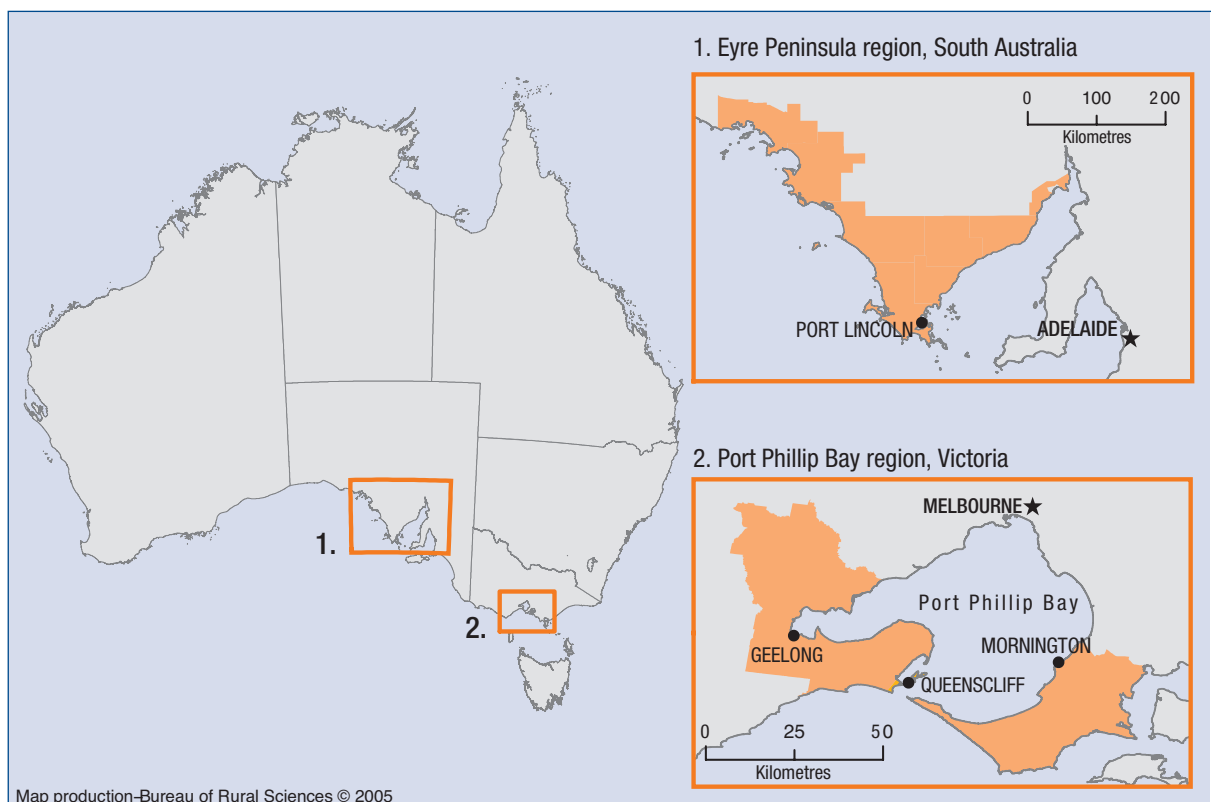 1. Eyre Peninsula region, South Australia
0 100 200
Kilometres
PORT LINCOLN
ADELAIDE
1.
2.
2. Port Phillip Bay region, Victoria
MELBOURNE
Port Phillip Bay
GEELONG
MORNINGTON
QUEENSCLIFF
0 25 50
Kilometres
Map production–Bureau of Rural Sciences © 2005